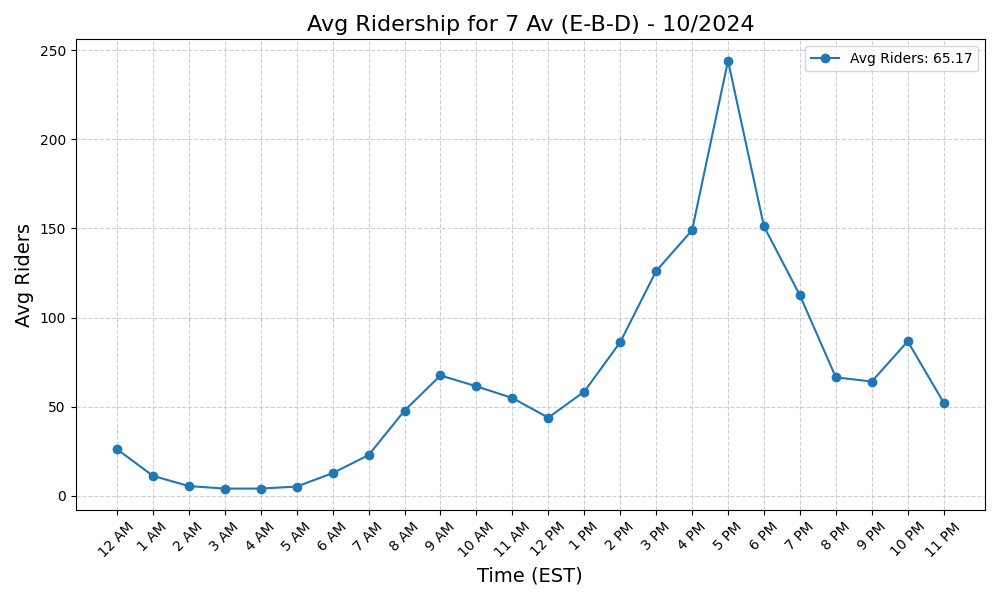 Avg Ridership for 7 Av (E-B-D) - 10/2024
Avg Riders: 65.17
250
200
150
100
50
0
Avg Riders
12 AM
1 AM
2 AM
3 AM
4 AM
5 AM
6 AM
7 AM
8 AM
9 AM
10 AM
11 AM
12 PM
1 PM
2 PM
3 PM
4 PM
5 PM
6 PM
7 PM
8 PM
9 PM
10 PM
11 PM
Time (EST)